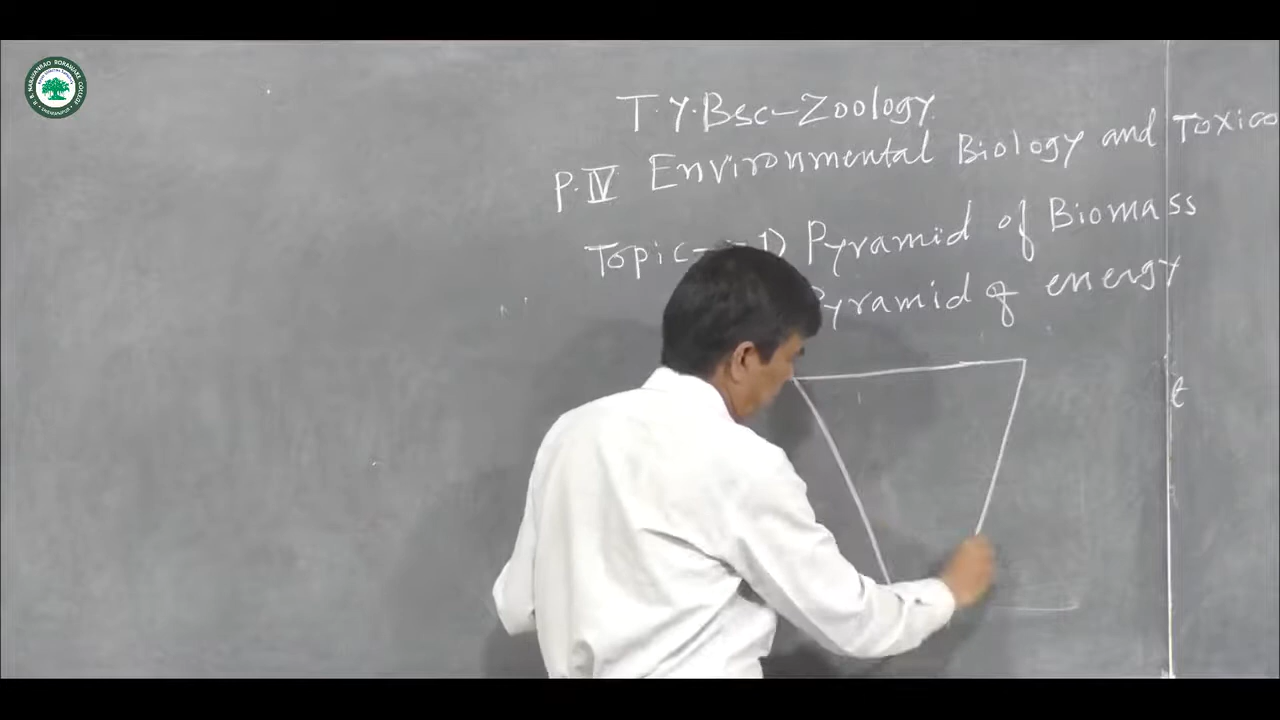 T.Y.Bsc-Zoology
P.IV Environmental Biology and Toxico
Topic- -1) Pyramid of Biomass
Pyramid of energy
t